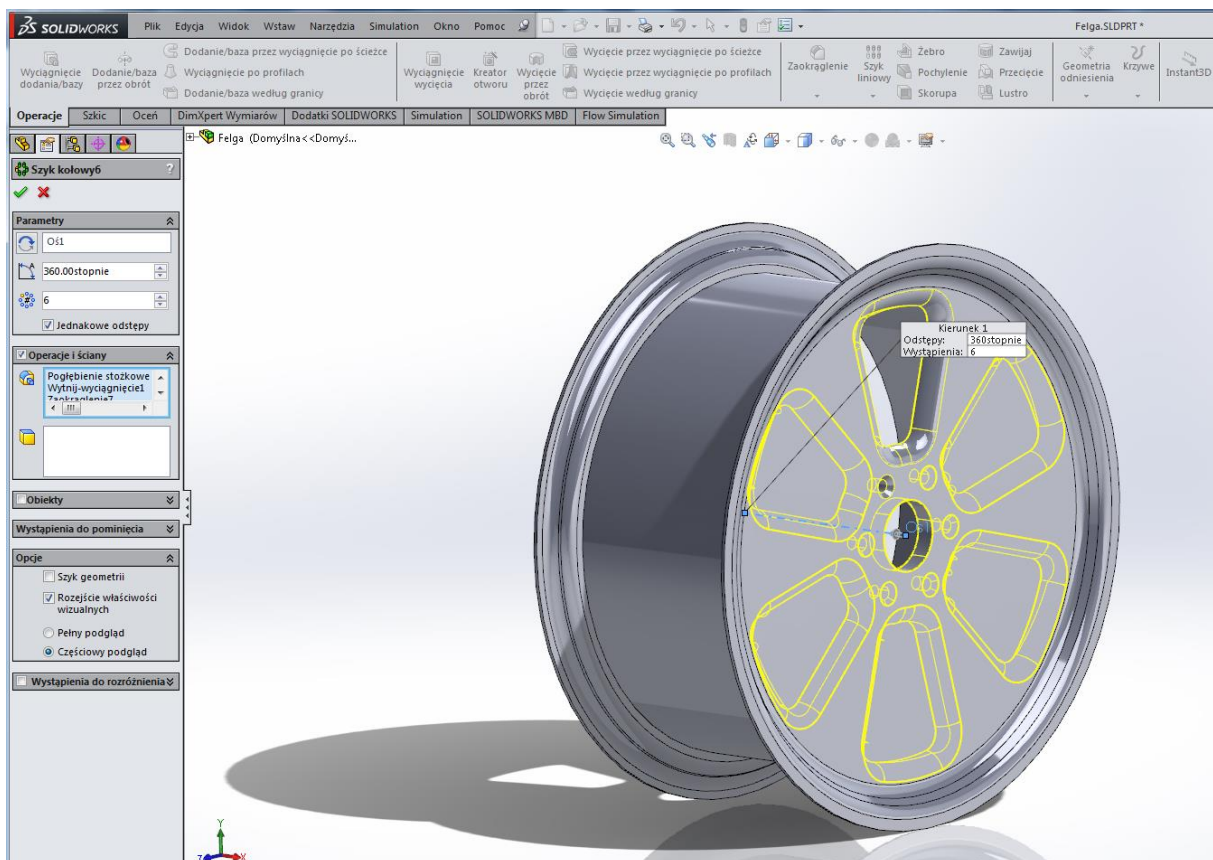 SOLIDWORKS Plik Edycja Widok Wstaw Narzędzia Simulation Okno Pomoc Felga.SLDPRT *
Wyciągnięcie dodania/bazy
Dodanie/baza przez obrót
Dodanie/baza przez wyciągnięcie po ścieżce
Wyciągnięcie po profilach
Dodanie/baza według granicy
Wyciągnięcie wycięcia
Kreator otworu
Wycięcie przez obrót
Wycięcie przez wyciągnięcie po ścieżce
Wycięcie przez wyciągnięcie po profilach
Wycięcie według granicy
Zaokrąglenie
Szyk liniowy
Żebro
Pochylenie
Skorupa
Zawijaj
Przecięcie
Lustro
Geometria odniesienia
Krzywe
Instant3D
Operacje Szkic Oceń DimXpert Wymiarów Dodatki SOLIDWORKS Simulation SOLIDWORKS MBD Flow Simulation
Felga (Domyślna<<Domyś...
Szyk kołowy6 ?
Parametry
Oś1
360.00stopnie
6
Jednakowe odstępy
Operacje i ściany
Pogłębienie stożkowe
Wytnij-wyciągnięcie1
Zaokrąglenie7
Obiekty
Wystąpienia do pominięcia
Opcje
Szyk geometrii
Rozejście właściwości
wizualnych
Pełny podgląd
Częściowy podgląd
Wystąpienia do rozróżnienia
Kierunek 1
Odstępy: 360stopnie
Wystąpienia: 6
Oś1
Y
Z X